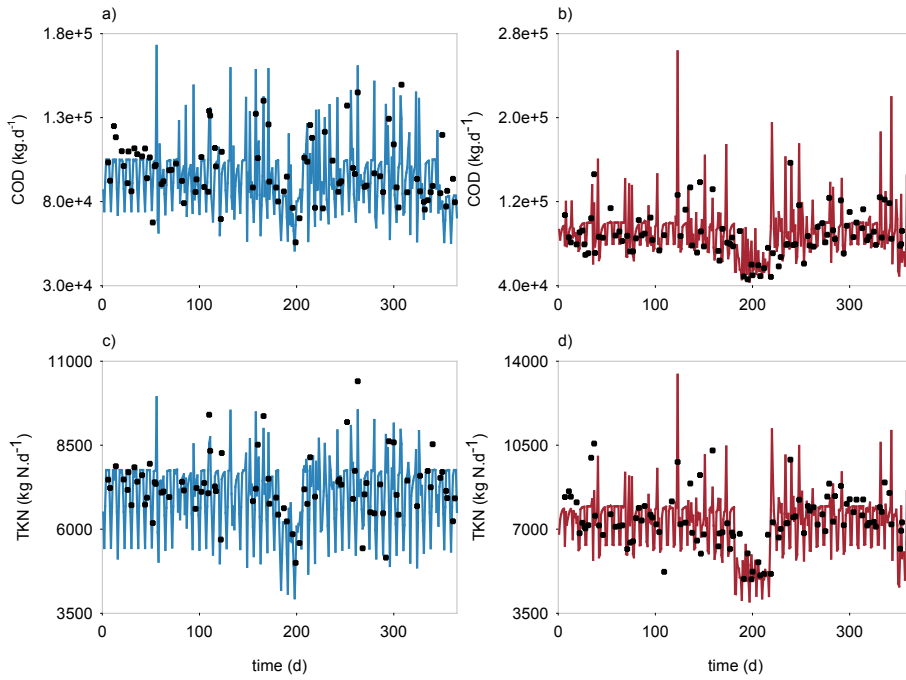 a)
b)
1.8e+5
1.3e+5
8.0e+4
3.0e+4
COD (kg.d⁻¹)
0
100
200
300
2.8e+5
2.0e+5
1.2e+5
4.0e+4
COD (kg.d⁻¹)
0
100
200
300
c)
d)
11000
8500
6000
3500
TKN (kg N.d⁻¹)
0
100
200
300
time (d)
14000
10500
7000
3500
TKN (kg N.d⁻¹)
0
100
200
300
time (d)